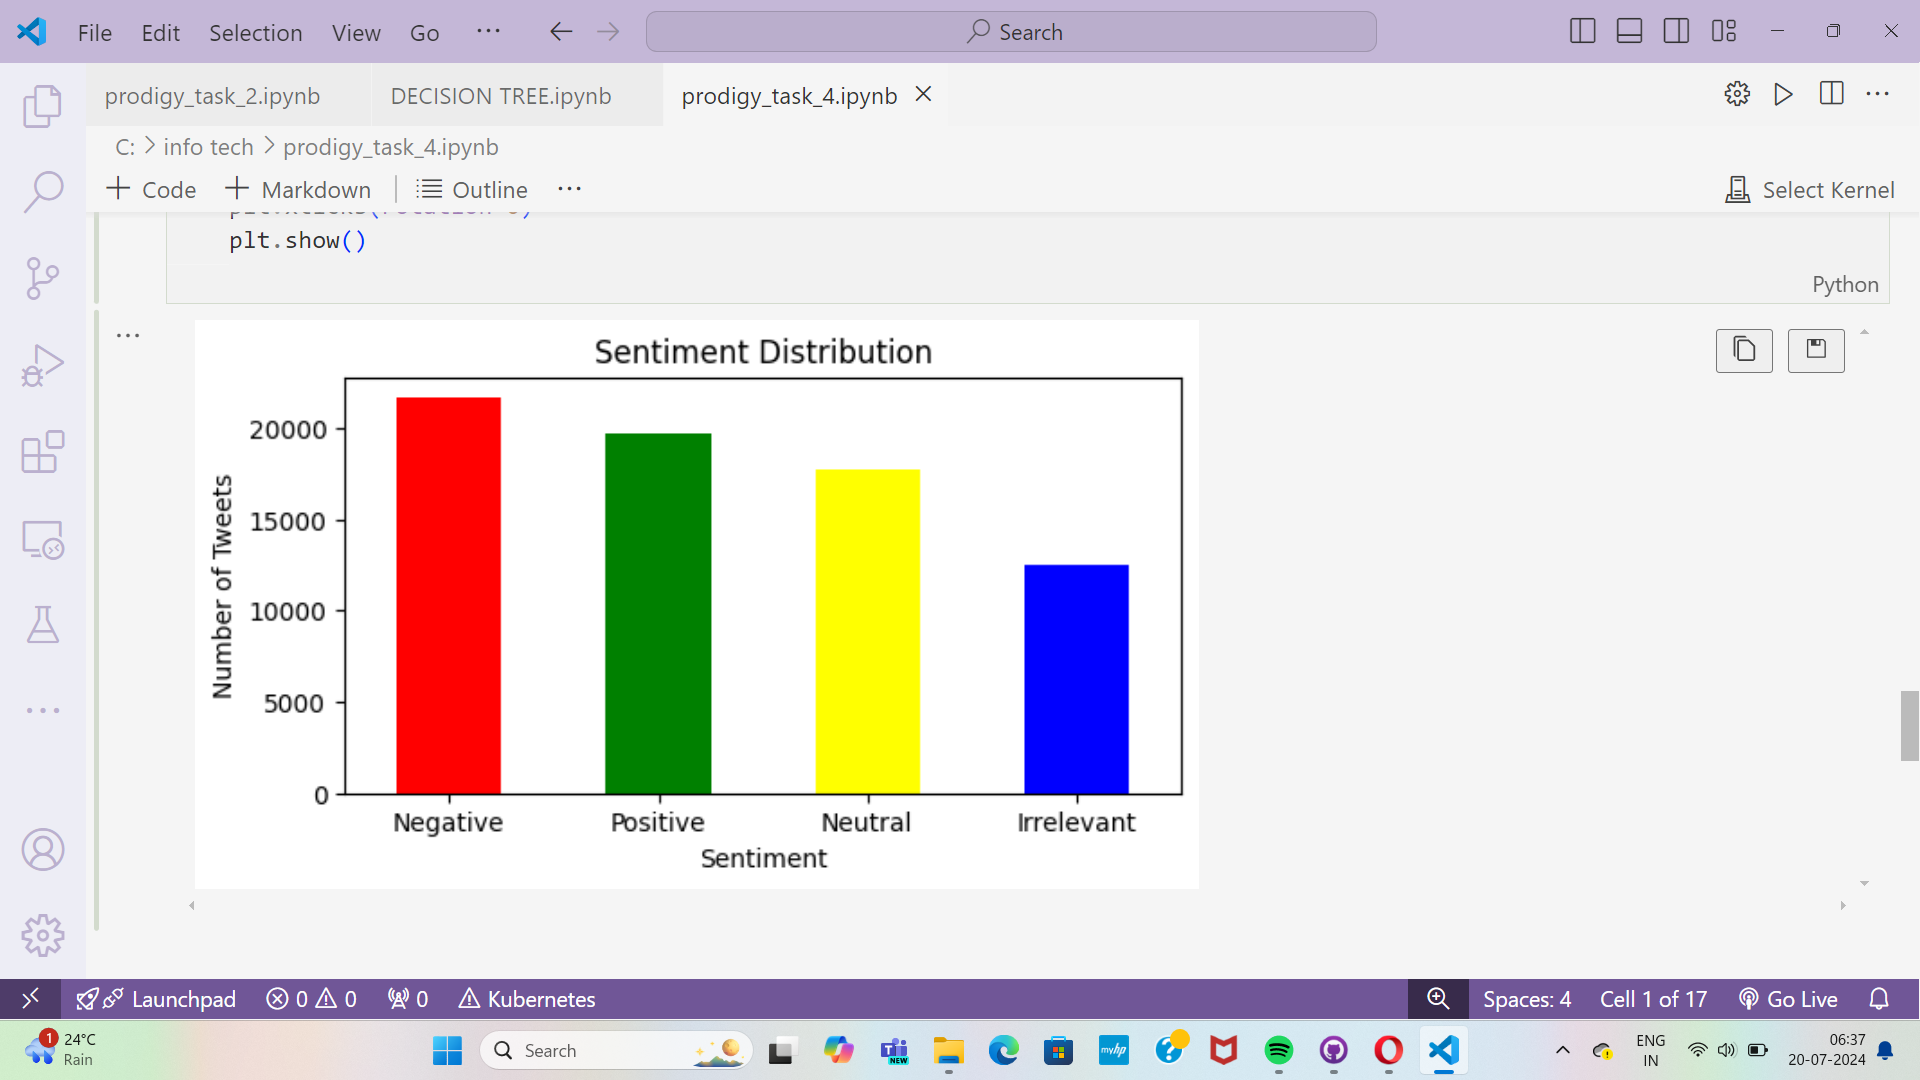 File Edit Selection View Go ... Search
prodigy_task_2.ipynb DECISION TREE.ipynb prodigy_task_4.ipynb
C: > info tech > prodigy_task_4.ipynb
+ Code + Markdown Outline ... Select Kernel
plt.show()
Python
Sentiment Distribution
20000
15000
10000
5000
0
Number of Tweets
Negative Positive Neutral Irrelevant
Sentiment
Launchpad 0 0 0 Kubernetes Spaces: 4 Cell 1 of 17 Go Live
1 24°C
Rain
Search
NEW
myhp
ENG
IN
06:37
20-07-2024